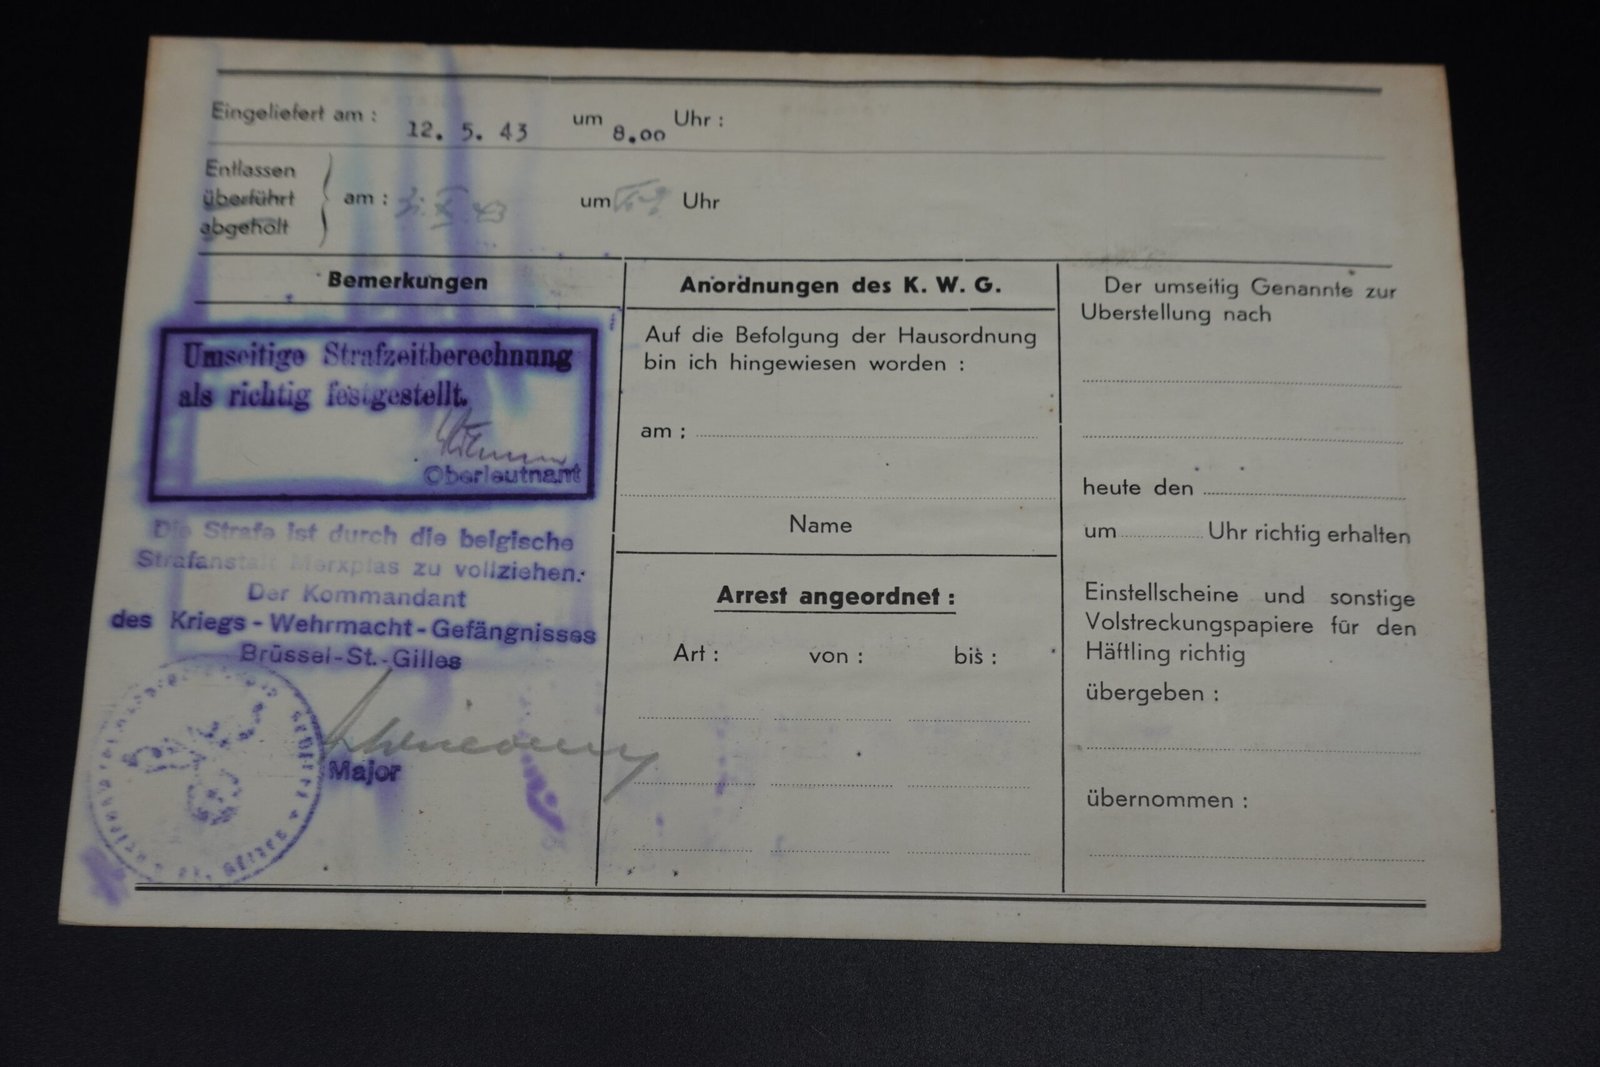 Eingeliefert am : 12. 5. 43 um 8.00 Uhr :
Entlassen
überführt
abgeholt
am : 43 um Uhr
Bemerkungen
Umseitige Strafzeitberechnung
als richtig festgestellt.
Oberleutnant
Die Strafe ist durch die belgische
Strafanstalt Merxplas zu vollziehen.
Der Kommandant
des Kriegs-Wehrmacht-Gefängnisses
Brüssel-St.-Gilles
Major
Anordnungen des K. W. G.
Auf die Befolgung der Hausordnung
bin ich hingewiesen worden :
am :
Name
Arrest angeordnet :
Art : von : bis :
Der umseitig Genannte zur
Uberstellung nach
heute den
um Uhr richtig erhalten
Einstellscheine und sonstige
Volstreckungspapiere für den
Häftling richtig
übergeben :
übernommen :